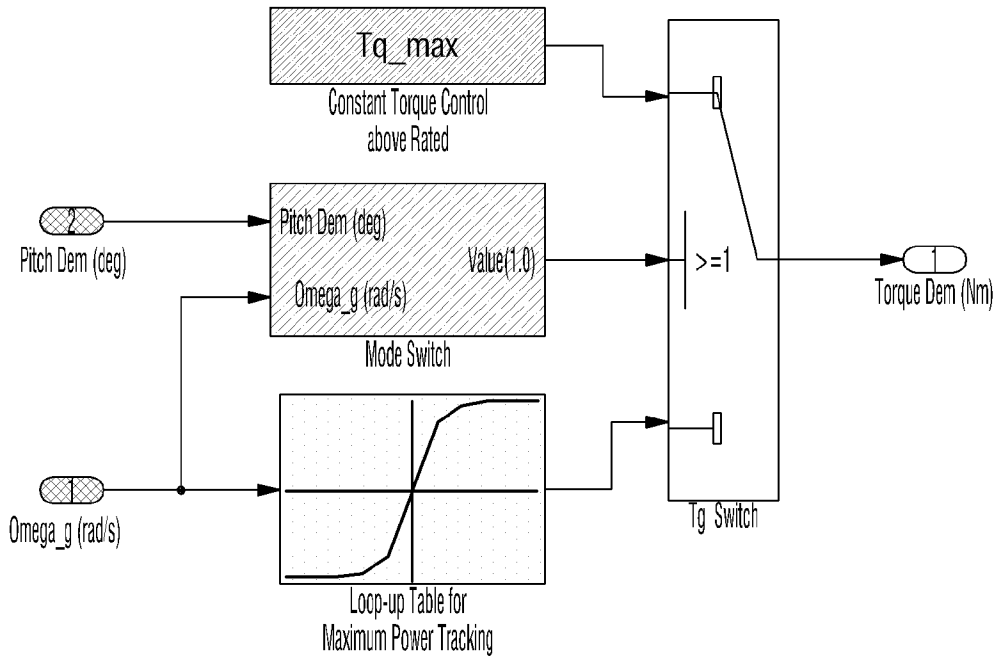 Tq_max
Constant Torque Control
above Rated
2
Pitch Dem (deg)
Pitch Dem (deg)
Value(1.0)
Omega_g (rad/s)
Mode Switch
>=1
1
Torque Dem (Nm)
1
Omega_g (rad/s)
Loop-up Table for
Maximum Power Tracking
Tg Switch